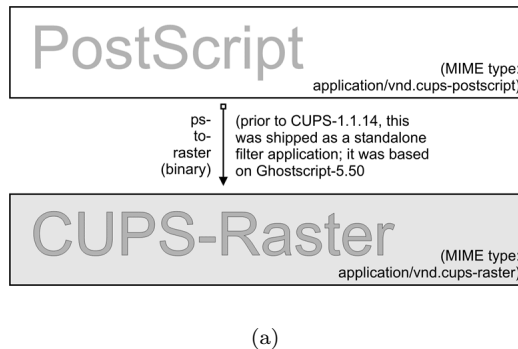 PostScript
(MIME type:
application/vnd.cups-postscript)
ps-
to-
raster
(binary)
(prior to CUPS-1.1.14, this
was shipped as a standalone
filter application; it was based
on Ghostscript-5.50
CUPS-Raster
(MIME type:
application/vnd.cups-raster)
(a)